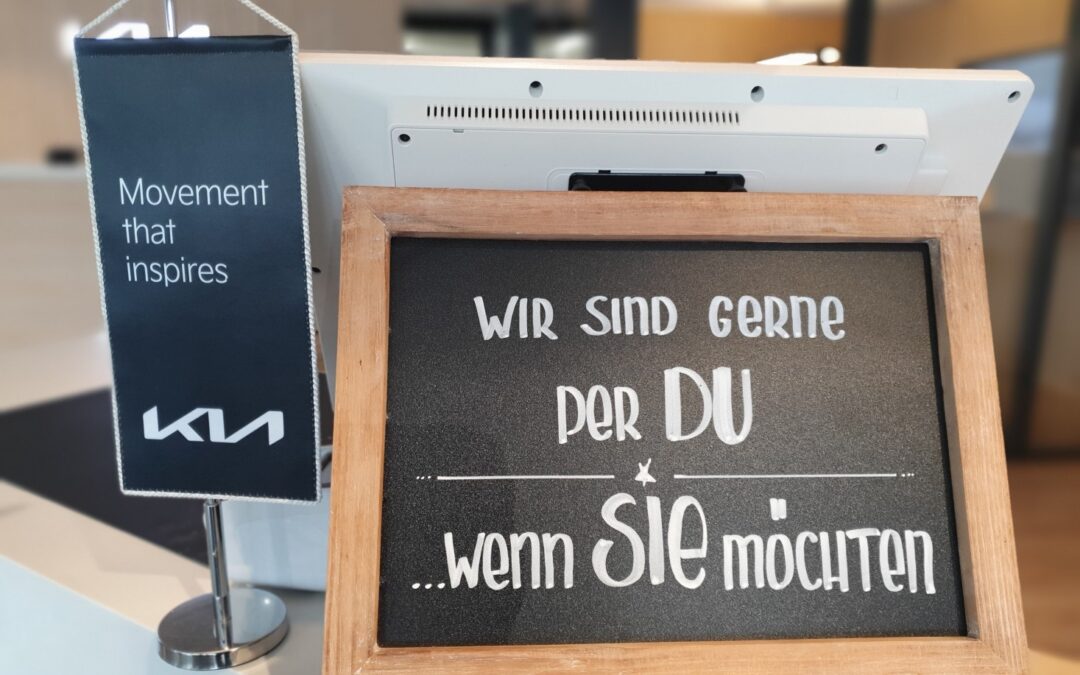 Movement
that
inspires
KIA
WIR SIND GERNE
PER DU
...WENN SIE MÖCHTEN